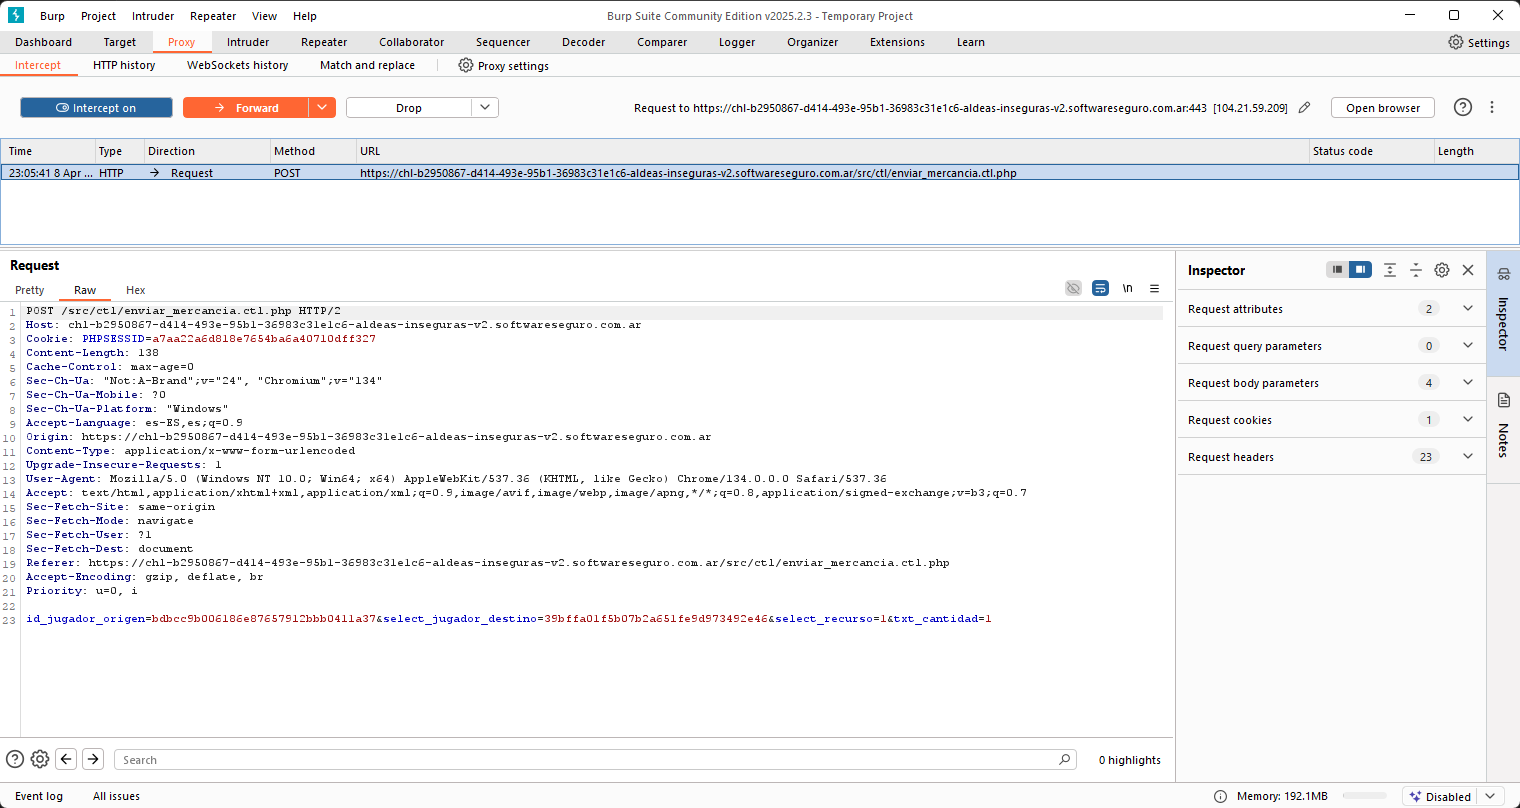 Burp Project Intruder Repeater View Help Burp Suite Community Edition v2025.2.3 - Temporary Project
Dashboard Target Proxy Intruder Repeater Collaborator Sequencer Decoder Comparer Logger Organizer Extensions Learn Settings
Intercept HTTP history WebSockets history Match and replace Proxy settings
Intercept on Forward Drop Request to https://chl-b2950867-d414-493e-95b1-36983c31e1c6-aldeas-inseguras-v2.softwareseguro.com.ar:443 [104.21.59.209] Open browser
Time Type Direction Method URL Status code Length
23:05:41 8 Apr ... HTTP Request POST https://chl-b2950867-d414-493e-95b1-36983c31e1c6-aldeas-inseguras-v2.softwareseguro.com.ar/src/ctl/enviar_mercancia.ctl.php
Request
Pretty Raw Hex \n
1 POST /src/ctl/enviar_mercancia.ctl.php HTTP/2
2 Host: chl-b2950867-d414-493e-95b1-36983c31e1c6-aldeas-inseguras-v2.softwareseguro.com.ar
3 Cookie: PHPSESSID=a7aa22a6d818e7654ba6a40710dff327
4 Content-Length: 138
5 Cache-Control: max-age=0
6 Sec-Ch-Ua: "Not:A-Brand";v="24", "Chromium";v="134"
7 Sec-Ch-Ua-Mobile: ?0
8 Sec-Ch-Ua-Platform: "Windows"
9 Accept-Language: es-ES,es;q=0.9
10 Origin: https://chl-b2950867-d414-493e-95b1-36983c31e1c6-aldeas-inseguras-v2.softwareseguro.com.ar
11 Content-Type: application/x-www-form-urlencoded
12 Upgrade-Insecure-Requests: 1
13 User-Agent: Mozilla/5.0 (Windows NT 10.0; Win64; x64) AppleWebKit/537.36 (KHTML, like Gecko) Chrome/134.0.0.0 Safari/537.36
14 Accept: text/html,application/xhtml+xml,application/xml;q=0.9,image/avif,image/webp,image/apng,*/*;q=0.8,application/signed-exchange;v=b3;q=0.7
15 Sec-Fetch-Site: same-origin
16 Sec-Fetch-Mode: navigate
17 Sec-Fetch-User: ?1
18 Sec-Fetch-Dest: document
19 Referer: https://chl-b2950867-d414-493e-95b1-36983c31e1c6-aldeas-inseguras-v2.softwareseguro.com.ar/src/ctl/enviar_mercancia.ctl.php
20 Accept-Encoding: gzip, deflate, br
21 Priority: u=0, i
22
23 id_jugador_origen=bdbcc9b006186e87657912bbb0411a37&select_jugador_destino=39bffa01f5b07b2a651fe9d973492e46&select_recurso=1&txt_cantidad=1
Inspector
Request attributes 2
Request query parameters 0
Request body parameters 4
Request cookies 1
Request headers 23
Inspector
Notes
Search 0 highlights
Event log All issues Memory: 192.1MB Disabled